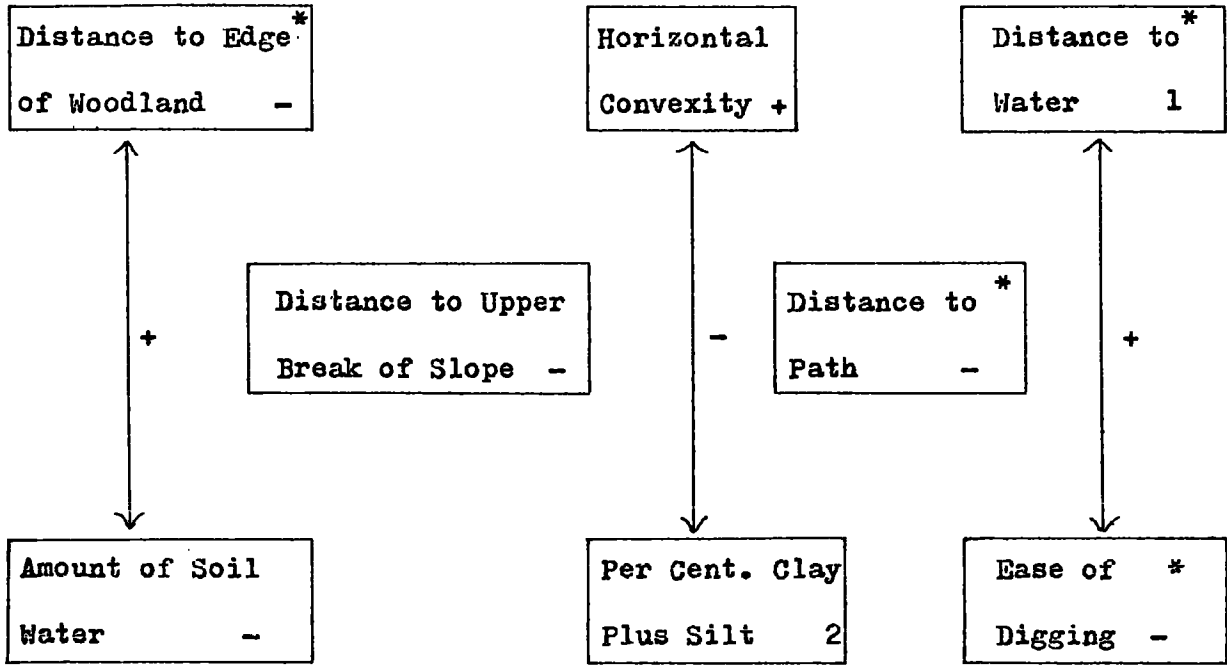 Distance to Edge*
of Woodland -
Horizontal
Convexity +
Distance to*
Water 1
+
Distance to Upper
Break of Slope -
-
Distance to *
Path -
+
Amount of Soil
Water -
Per Cent. Clay
Plus Silt 2
Ease of *
Digging -